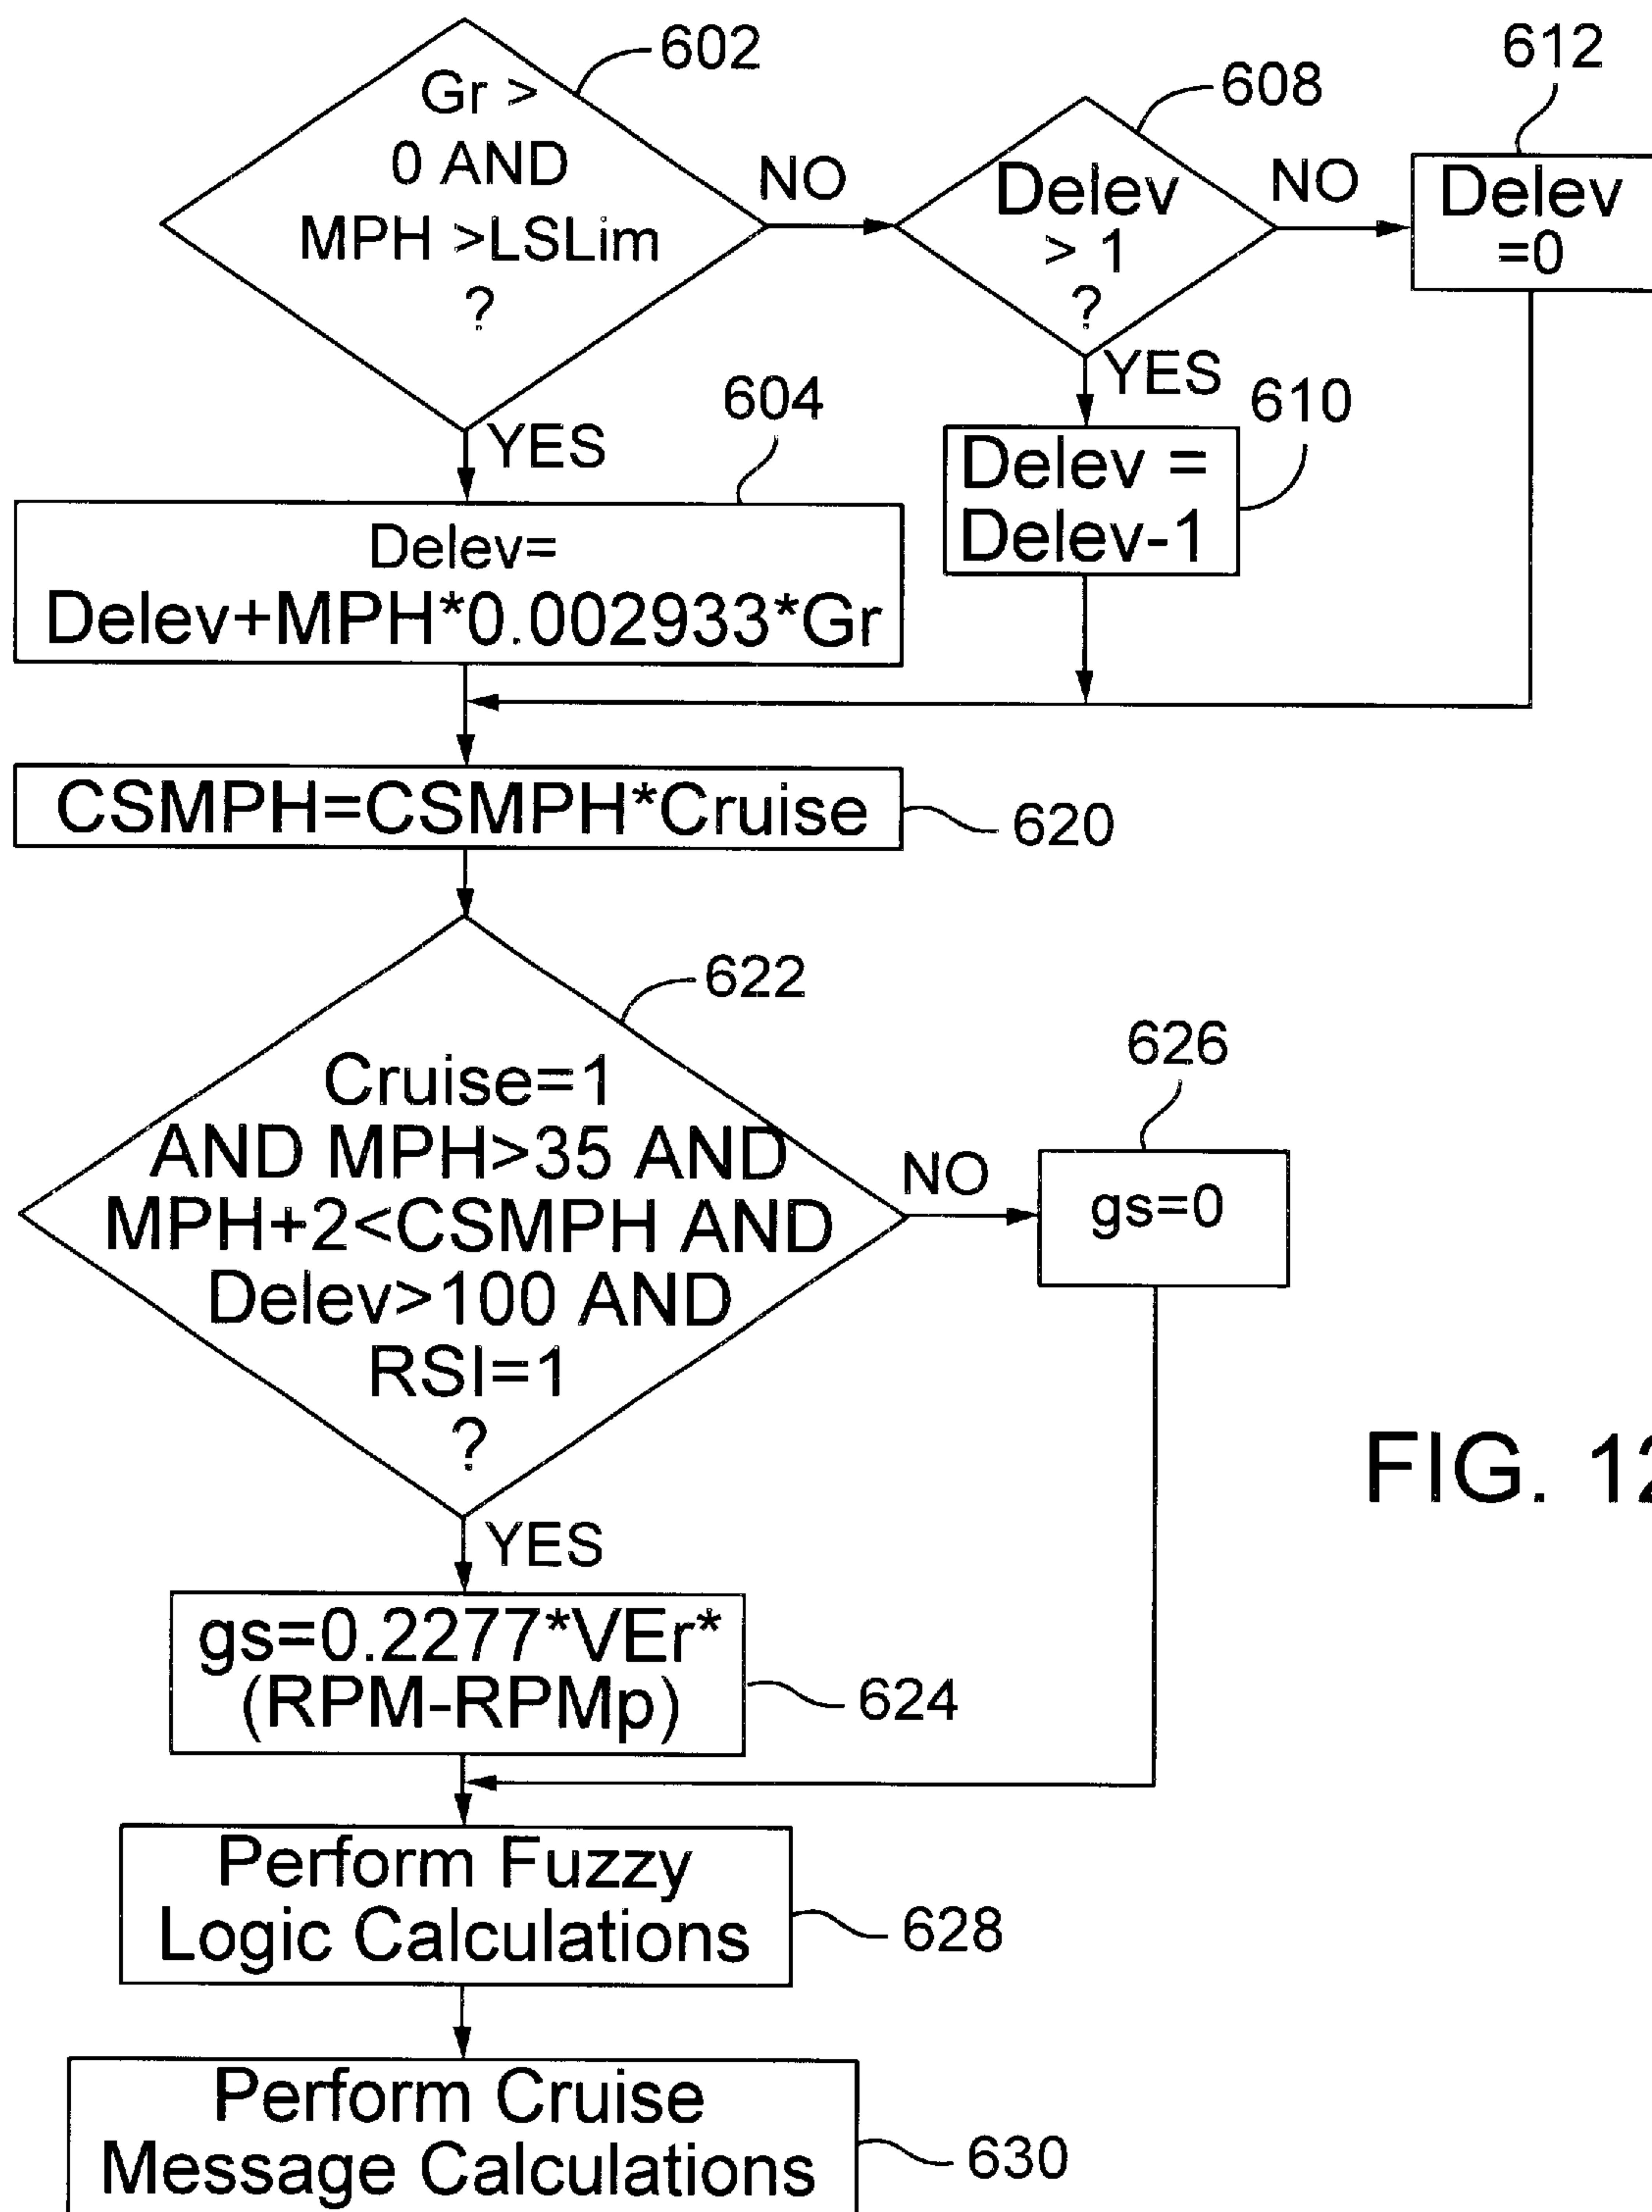 602
Gr >
0 AND
MPH >LSLim
?
NO
608
Delev
> 1
?
NO
612
Delev
=0
YES
604
Delev=
Delev+MPH*0.002933*Gr
YES
610
Delev =
Delev-1
CSMPH=CSMPH*Cruise
620
622
Cruise=1
AND MPH>35 AND
MPH+2<CSMPH AND
Delev>100 AND
RSI=1
?
NO
626
gs=0
FIG. 12
YES
gs=0.2277*VEr*
(RPM-RPMp)
624
Perform Fuzzy
Logic Calculations
628
Perform Cruise
Message Calculations
630